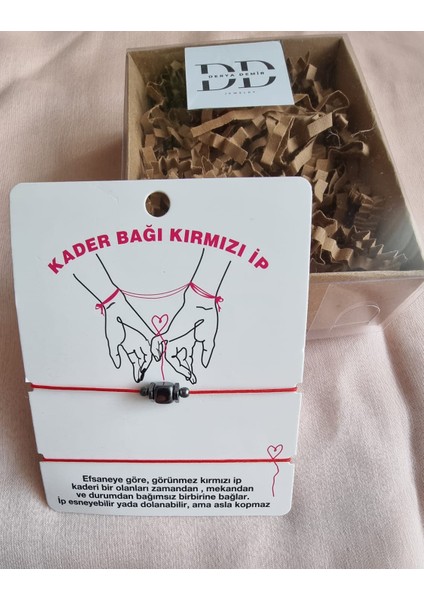 DD
DERYA DEMİR
JEWELRY
KADER BAĞI KIRMIZI İP
Efsaneye göre, görünmez kırmızı ip
kaderi bir olanları zamandan , mekandan
ve durumdan bağımsız birbirine bağlar.
İp esneyebilir yada dolanabilir, ama asla kopmaz